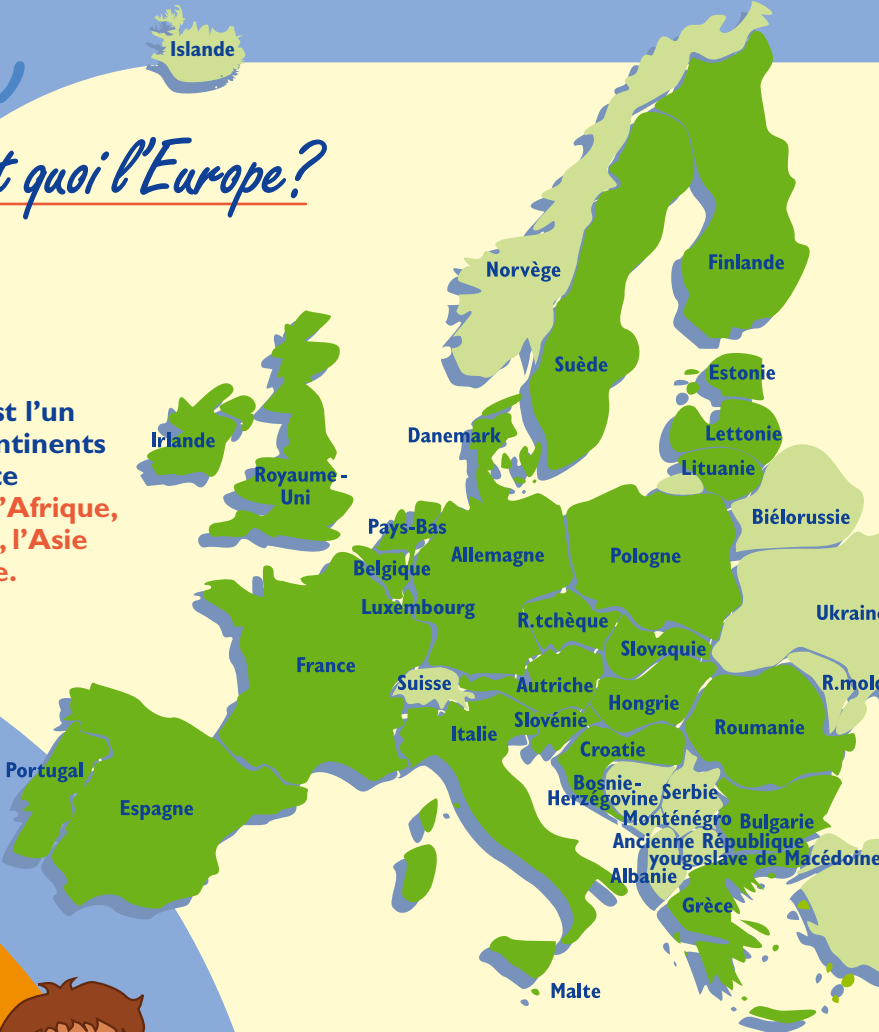 Islande
t quoi l'Europe?
Norvège
Finlande
Suède
Estonie
st l'un
ntinents
Irlande
Danemark
Lettonie
Lituanie
te
Royaume-
Uni
'Afrique,
, l'Asie
e.
Pays-Bas
Biélorussie
Belgique
Allemagne
Pologne
Luxembourg
R.tchèque
Ukraine
Slovaquie
France
Suisse
Autriche
Hongrie
R.mold
Slovénie
Italie
Roumanie
Croatie
Portugal
Espagne
Bosnie-
Herzégovine
Serbie
Monténégro
Bulgarie
Ancienne République
yougoslave de Macédoine
Albanie
Grèce
Malte